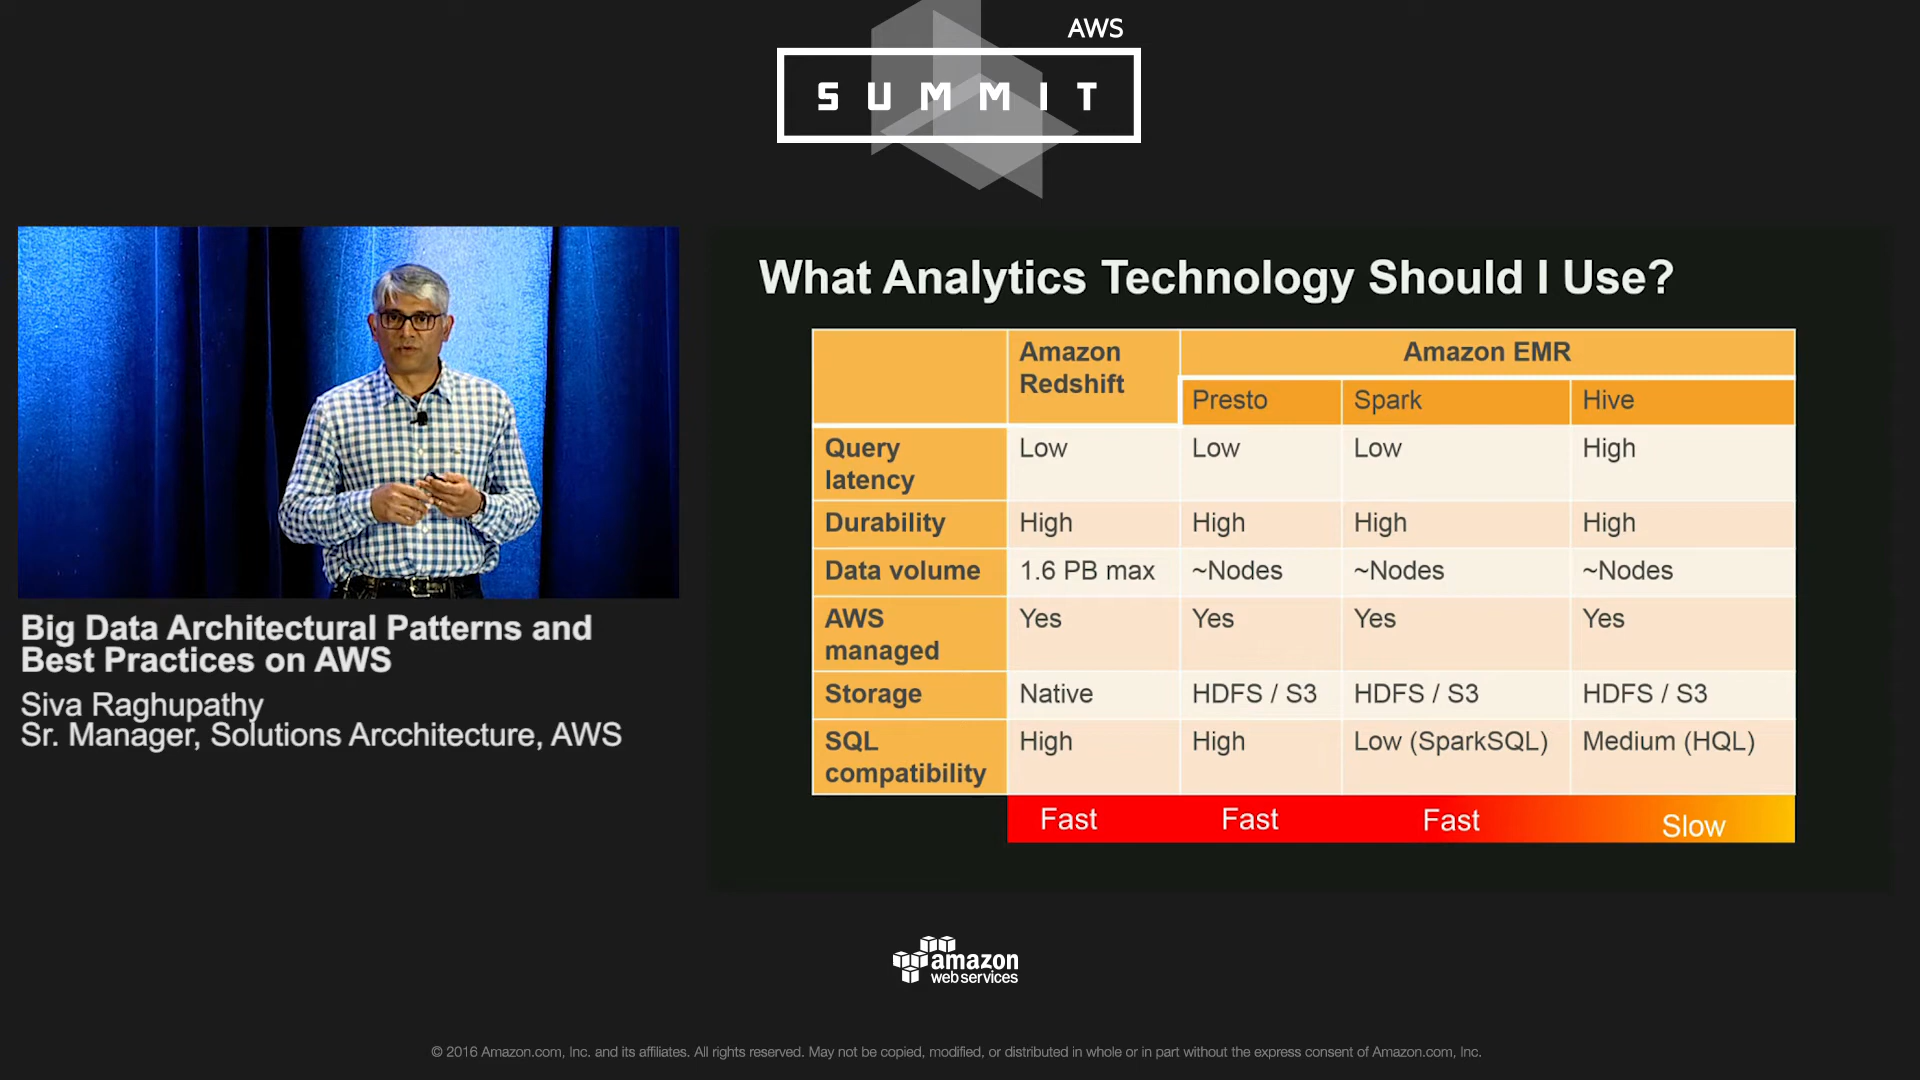 AWS
SUMMIT
What Analytics Technology Should I Use?
Amazon Redshift
Amazon EMR
Presto Spark Hive
Query latency Low Low Low High
Durability High High High High
Data volume 1.6 PB max ~Nodes ~Nodes ~Nodes
AWS managed Yes Yes Yes Yes
Storage Native HDFS / S3 HDFS / S3 HDFS / S3
SQL compatibility High High Low (SparkSQL) Medium (HQL)
Fast Fast Fast Slow
Big Data Architectural Patterns and
Best Practices on AWS
Siva Raghupathy
Sr. Manager, Solutions Arcchitecture, AWS
amazon
webservices
© 2016 Amazon.com, Inc. and its affiliates. All rights reserved. May not be copied, modified, or distributed in whole or in part without the express consent of Amazon.com, Inc.